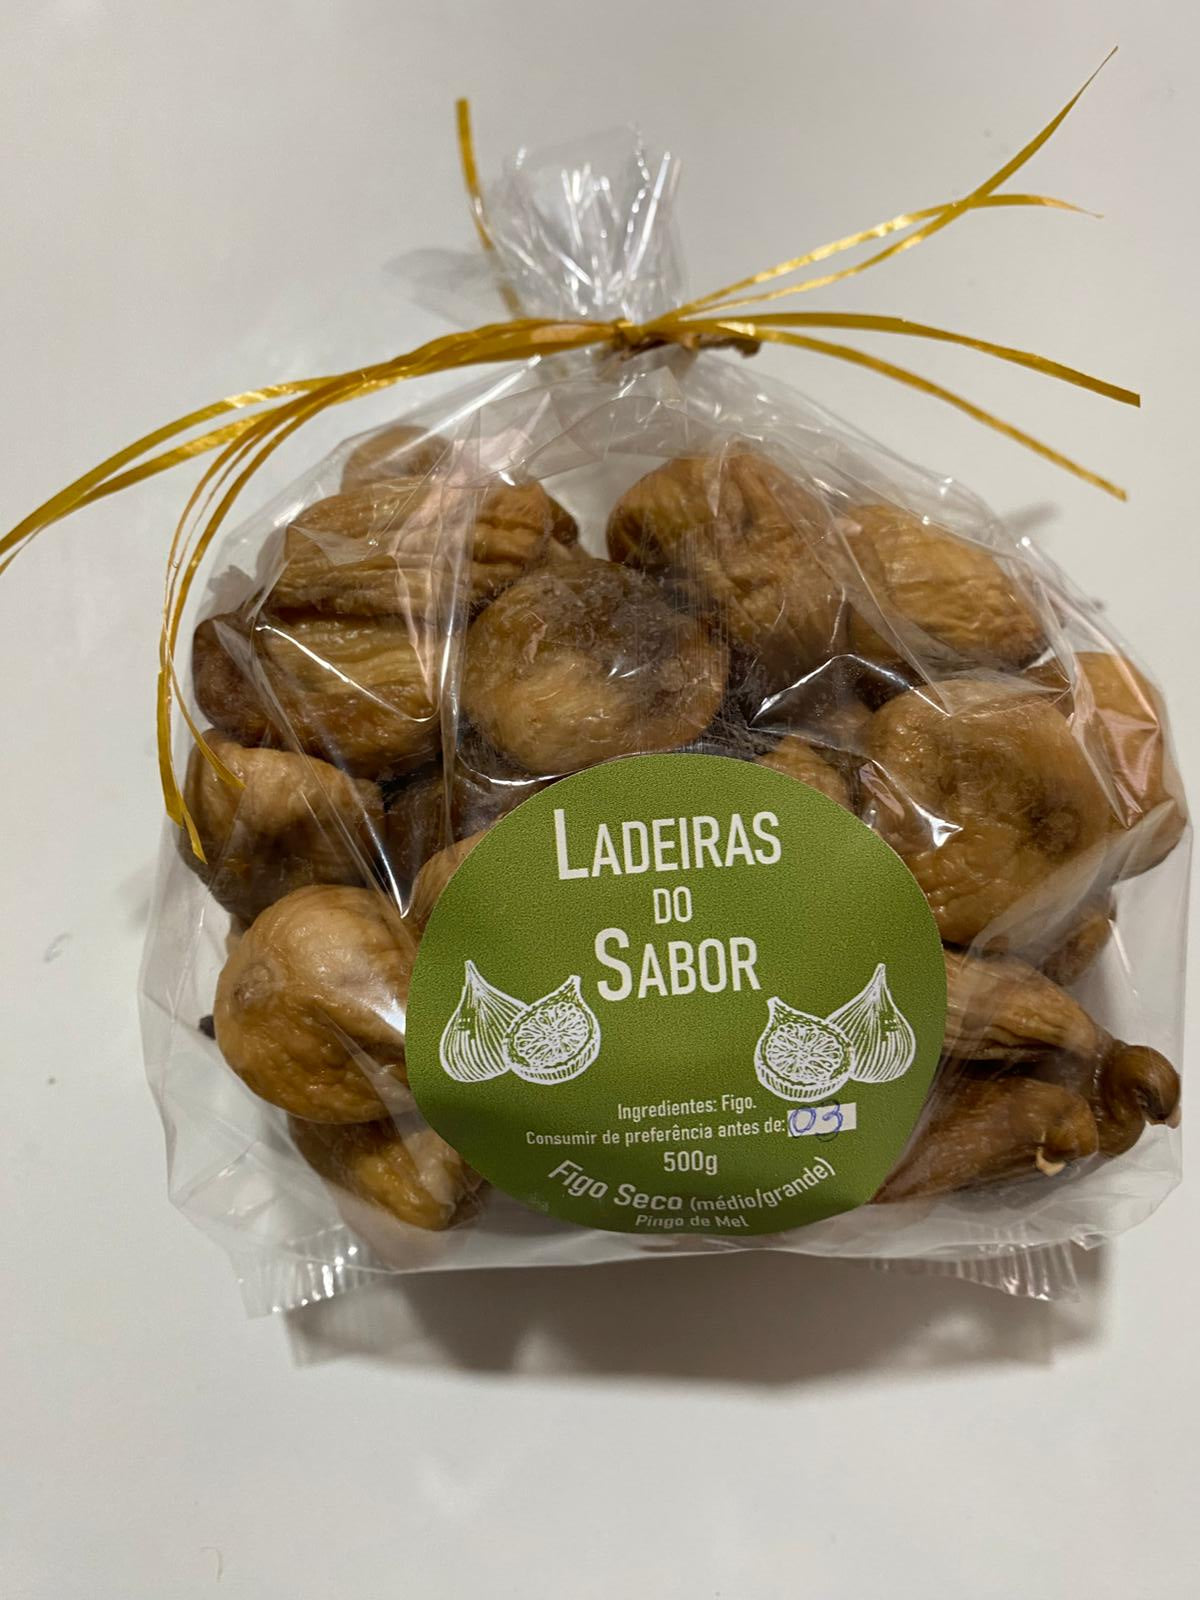 LADEIRAS
DO
SABOR
Ingredientes: Figo.
Consumir de preferência antes de: 03
500g
Figo Seco (médio/grande)
Pingo de Mel